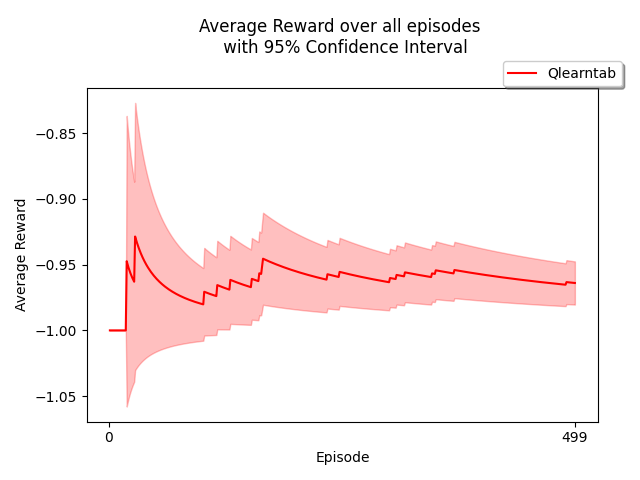 Average Reward over all episodes
with 95% Confidence Interval
Qlearntab
−0.85
−0.90
−0.95
−1.00
−1.05
Average Reward
0
499
Episode